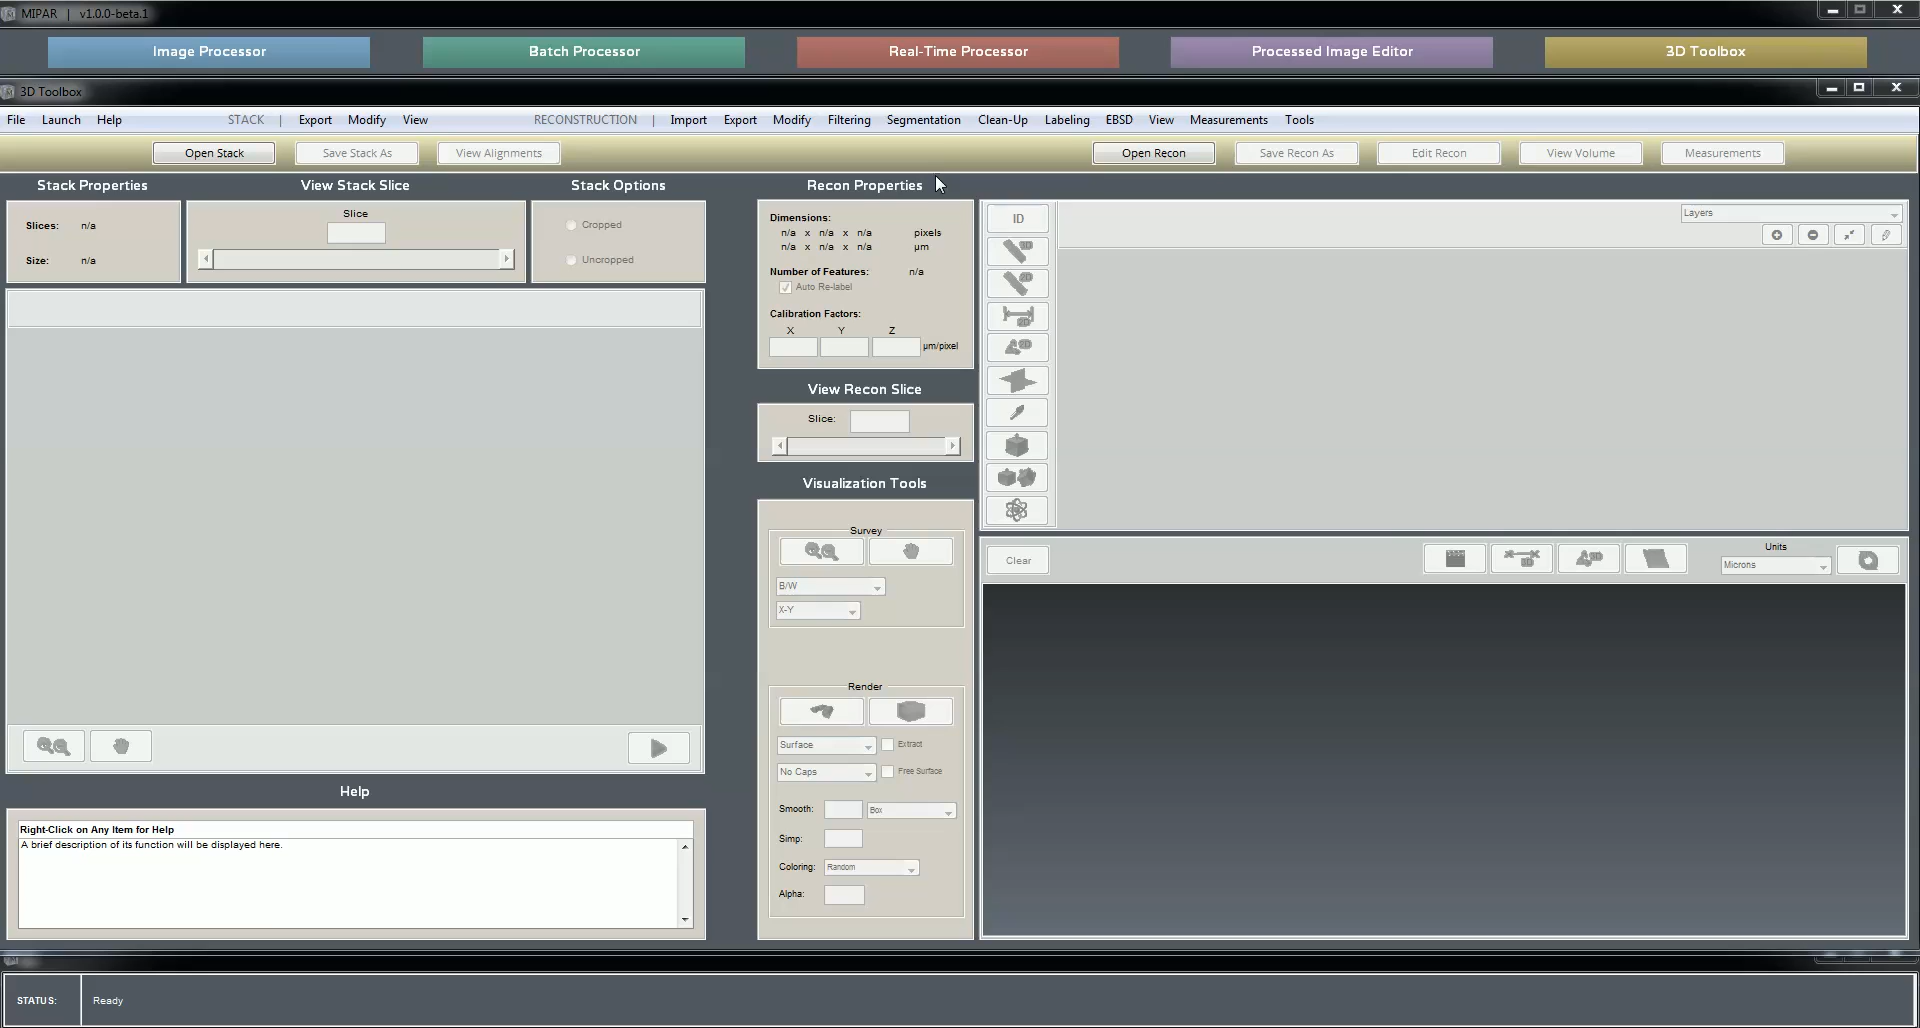 MIPAR | v1.0.0-beta.1
Image Processor
Batch Processor
Real-Time Processor
Processed Image Editor
3D Toolbox
3D Toolbox
File Launch Help STACK | Export Modify View RECONSTRUCTION | Import Export Modify Filtering Segmentation Clean-Up Labeling EBSD View Measurements Tools
Open Stack
Save Stack As
View Alignments
Open Recon
Save Recon As
Edit Recon
View Volume
Measurements
Stack Properties
View Stack Slice
Stack Options
Recon Properties
Slices: n/a
Size: n/a
Slice
Cropped
Uncropped
Dimensions:
n/a x n/a x n/a pixels
n/a x n/a x n/a µm
Number of Features: n/a
Auto Re-label
Calibration Factors:
X Y Z
µm/pixel
View Recon Slice
Slice:
Visualization Tools
Survey
B/W
X-Y
Render
Surface
Extract
No Caps
Free Surface
Smooth:
Box
Simp:
Coloring:
Random
Alpha:
ID
3D
2D
2D
2D
Layers
Clear
3D
3D
Units
Microns
Help
Right-Click on Any Item for Help
A brief description of its function will be displayed here.
STATUS:
Ready